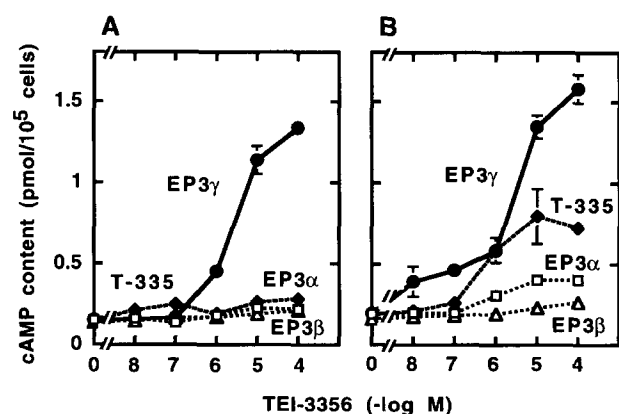 A
B
cAMP content (pmol/10⁵ cells)
1.5
1
0.5
0
EP3γ
T-335
EP3α
EP3β
EP3γ
T-335
EP3α
EP3β
0 8 7 6 5 4
0 8 7 6 5 4
TEI-3356 (-log M)